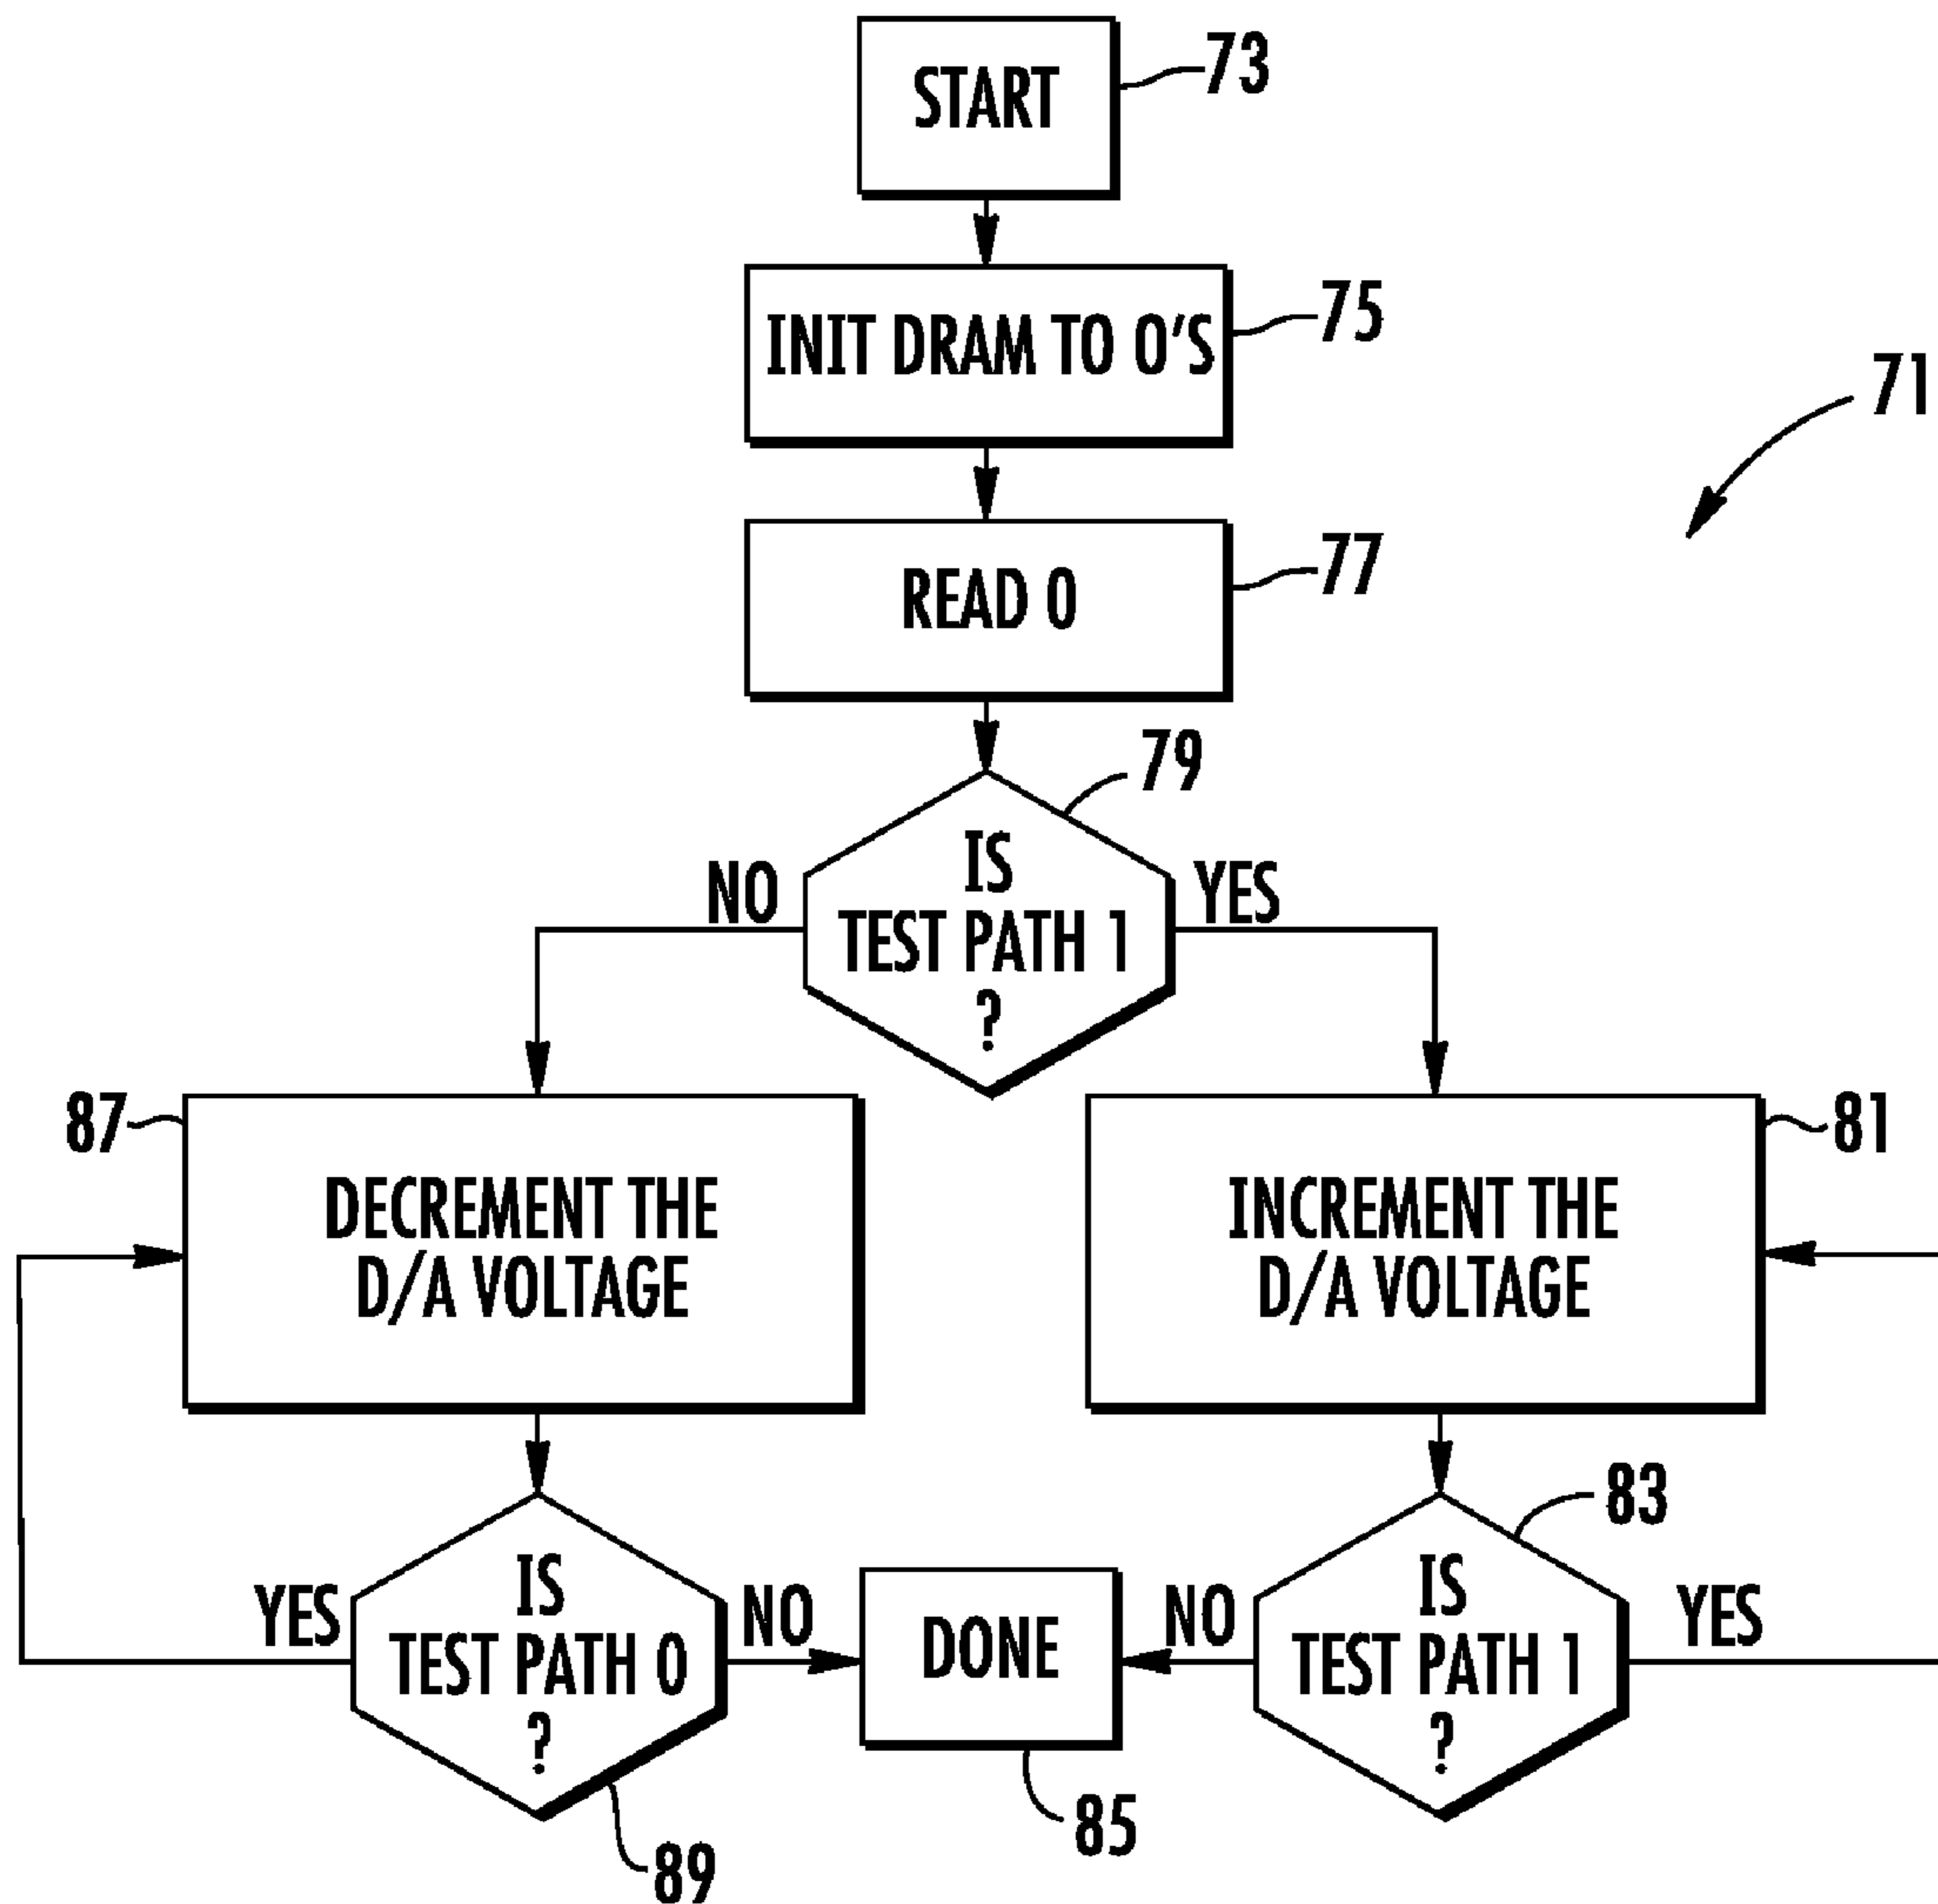 START
73
INIT DRAM TO 0'S
75
71
READ 0
77
79
IS
TEST PATH 1
?
NO
YES
87
DECREMENT THE
D/A VOLTAGE
81
INCREMENT THE
D/A VOLTAGE
YES
IS
TEST PATH 0
?
NO
DONE
NO
IS
TEST PATH 1
?
YES
83
85
89